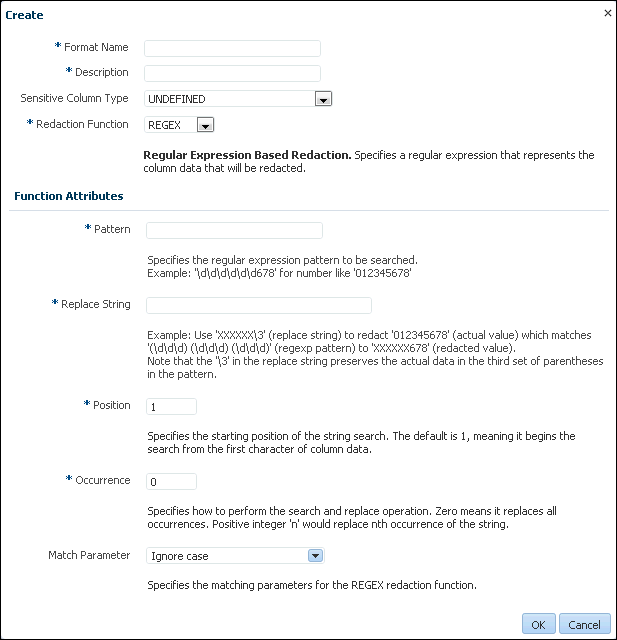 Create
* Format Name
* Description
Sensitive Column Type UNDEFINED
* Redaction Function REGEX
Regular Expression Based Redaction. Specifies a regular expression that represents the
column data that will be redacted.
Function Attributes
* Pattern
Specifies the regular expression pattern to be searched.
Example: '\d\d\d\d\d\d678' for number like '012345678'
* Replace String
Example: Use 'XXXXXX\3' (replace string) to redact '012345678' (actual value) which matches
'(\d\d\d) (\d\d\d) (\d\d\d)' (regexp pattern) to 'XXXXXX678' (redacted value).
Note that the '\3' in the replace string preserves the actual data in the third set of parentheses
in the pattern.
* Position 1
Specifies the starting position of the string search. The default is 1, meaning it begins the
search from the first character of column data.
* Occurrence 0
Specifies how to perform the search and replace operation. Zero means it replaces all
occurrences. Positive integer 'n' would replace nth occurrence of the string.
Match Parameter Ignore case
Specifies the matching parameters for the REGEX redaction function.
OK Cancel